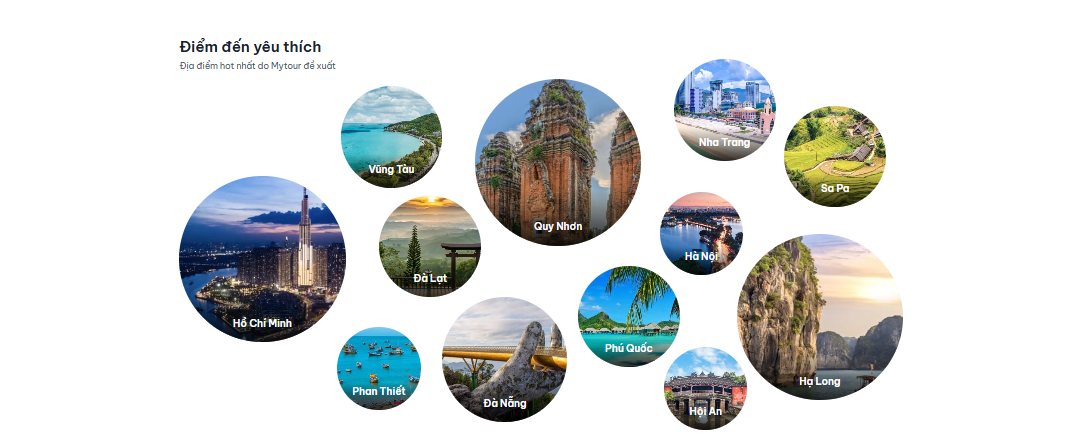 Điểm đến yêu thích
Địa điểm hot nhất do Mytour đề xuất
Vũng Tàu
Quy Nhơn
Nha Trang
Sa Pa
Hồ Chí Minh
Đà Lạt
Hà Nội
Phú Quốc
Hạ Long
Phan Thiết
Đà Nẵng
Hội An